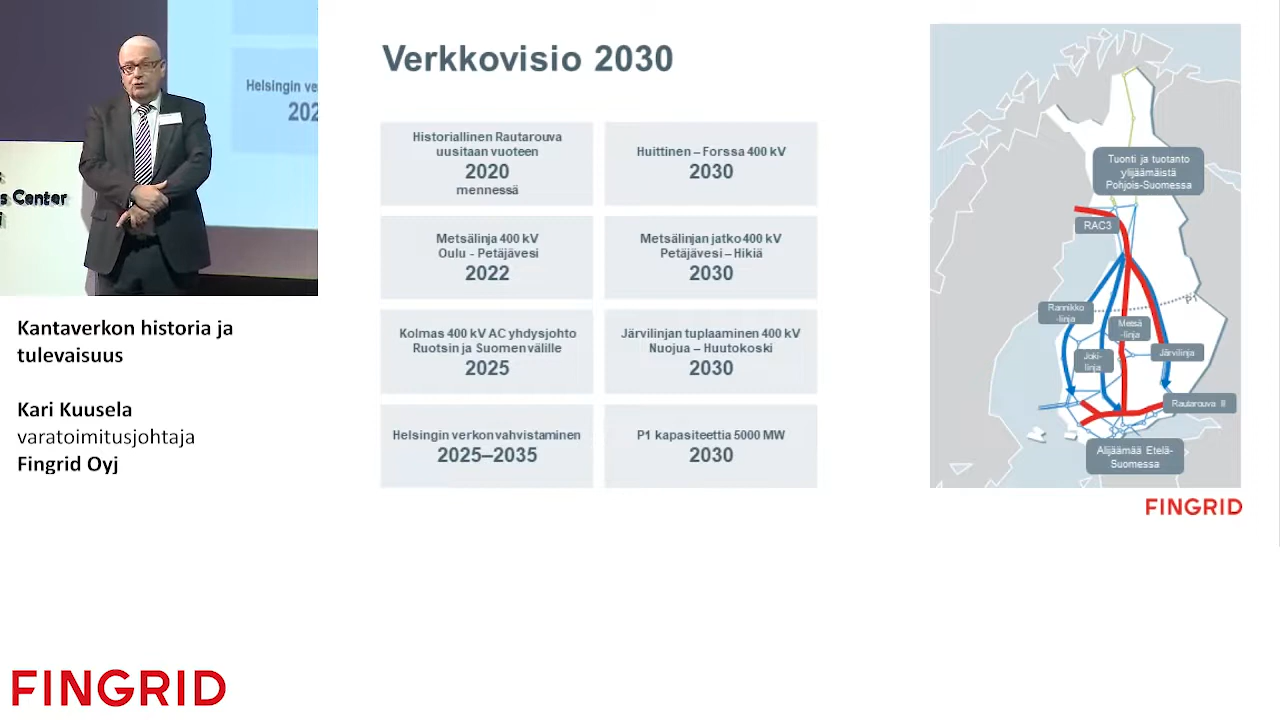 Helsingin ve
202
s Center
Kantaverkon historia ja
tulevaisuus
Kari Kuusela
varatoimitusjohtaja
Fingrid Oyj
FINGRID
Verkkovisio 2030
Historiallinen Rautarouva
uusitaan vuoteen
2020
mennessä
Huittinen – Forssa 400 kV
2030
Metsälinja 400 kV
Oulu - Petäjävesi
2022
Metsälinjan jatko 400 kV
Petäjävesi – Hikiä
2030
Kolmas 400 kV AC yhdysjohto
Ruotsin ja Suomen välille
2025
Järvilinjan tuplaaminen 400 kV
Nuojua – Huutokoski
2030
Helsingin verkon vahvistaminen
2025–2035
P1 kapasiteettia 5000 MW
2030
Tuonti ja tuotanto
ylijäämäistä
Pohjois-Suomessa
RAC3
P1
Rannikko
-linja
Metsä
-linja
Joki-
linja
Järvilinja
Rautarouva II
Alijäämää Etelä-
Suomessa
FINGRID